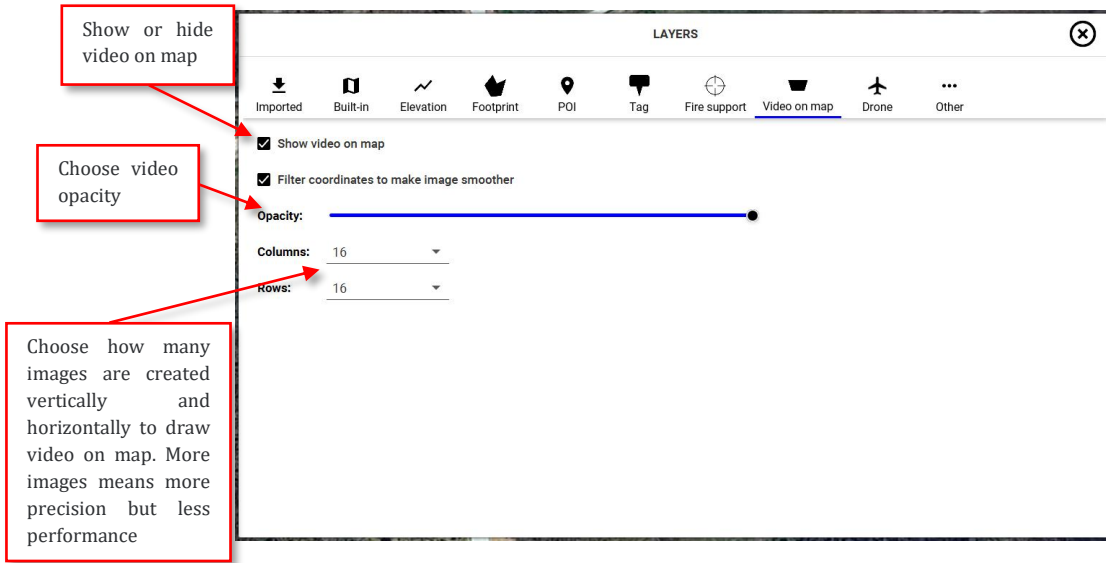 Show or hide
video on map
LAYERS
Imported
Built-in
Elevation
Footprint
POI
Tag
Fire support
Video on map
Drone
Other
Show video on map
Choose video
opacity
Filter coordinates to make image smoother
Opacity:
Columns: 16
Rows: 16
Choose how many
images are created
vertically and
horizontally to draw
video on map. More
images means more
precision but less
performance